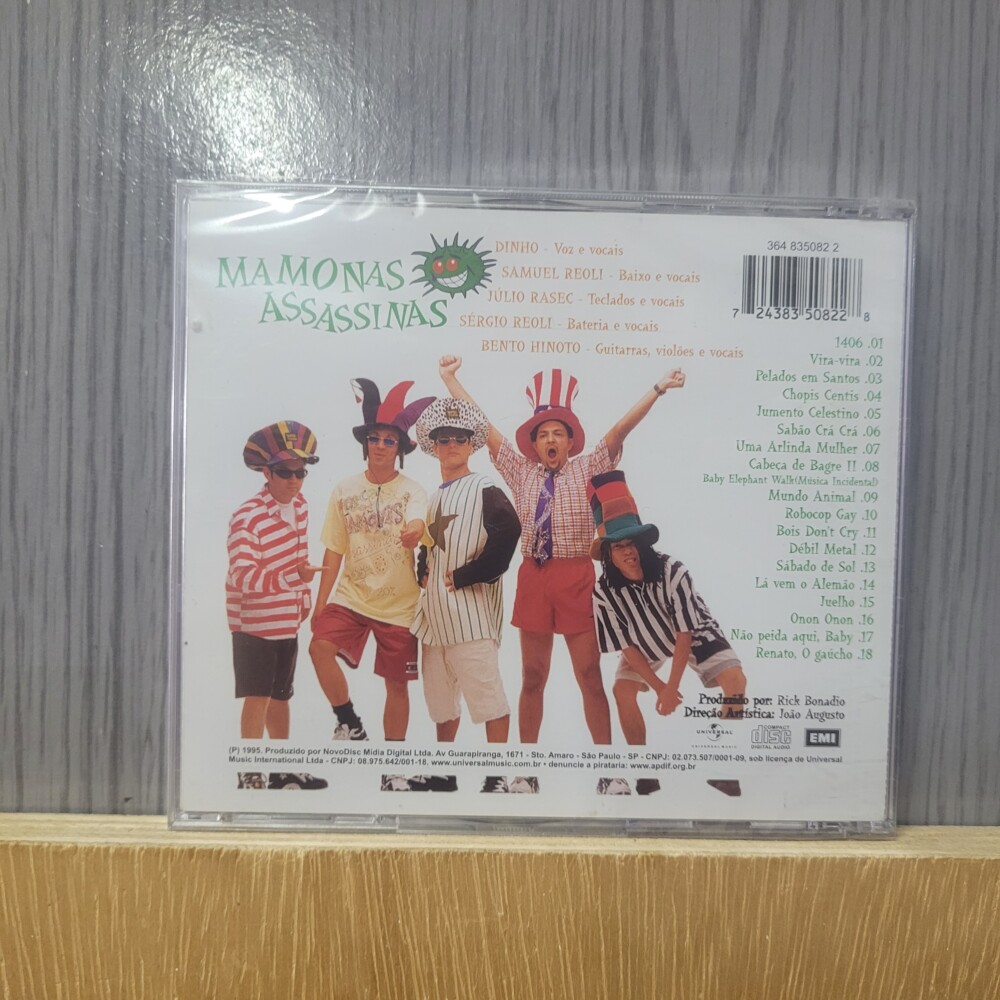 MAMONAS
ASSASSINAS
DINHO - Voz e vocais
SAMUEL REOLI - Baixo e vocais
JÚLIO RASEC - Teclados e vocais
SÉRGIO REOLI - Bateria e vocais
BENTO HINOTO - Guitarras, violões e vocais
364 835082 2
7 24383 50822 8
1406 .01
Vira-vira .02
Pelados em Santos .03
Chopis Centis .04
Jumento Celestino .05
Sabão Crá Crá .06
Uma Arlinda Mulher .07
Cabeça de Bagre II .08
Baby Elephant Walk(Música Incidental)
Mundo Animal .09
Robocop Gay .10
Bois Don't Cry .11
Débil Metal .12
Sábado de Sol .13
Lá vem o Alemão .14
Juelho .15
Onon Onon .16
Não peida aqui, Baby .17
Renato, O gaúcho .18
Produzido por: Rick Bonadio
Direção Artística: João Augusto
UNIVERSAL
UNIVERSAL MUSIC
COMPACT
disc
DIGITAL AUDIO
EMI
(P) 1995. Produzido por NovoDisc Mídia Digital Ltda. Av Guarapiranga, 1671 - Sto. Amaro - São Paulo - SP - CNPJ: 02.073.507/0001-09, sob licença de Universal
Music International Ltda - CNPJ: 08.975.642/001-18. www.universalmusic.com.br • denuncie a pirataria: www.apdif.org.br